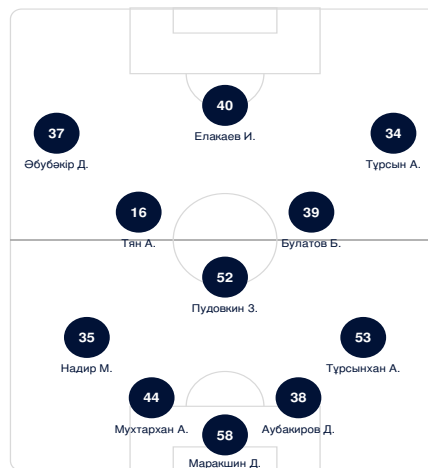 40
Елакаев И.
37
Әбубәкір Д.
34
Тұрсын А.
16
Тян А.
39
Булатов Б.
52
Пудовкин З.
35
Надир М.
53
Тұрсынхан А.
44
Мухтархан А.
38
Аубакиров Д.
58
Маракшин Д.